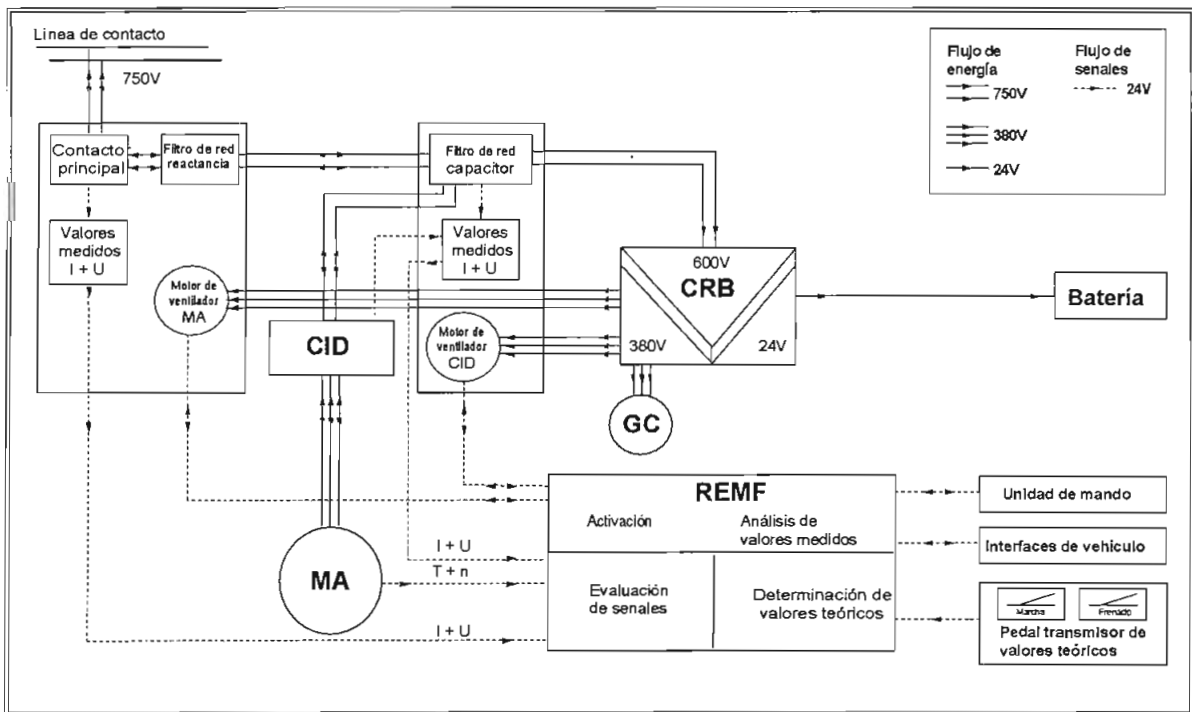 Linea de contacto
750V
Flujo de
energía
750V
380V
24V
Flujo de
senales
24V
Contacto
principal
Filtro de red
reactancia
Filtro de red
capacitor
Valores
medidos
I + U
Valores
medidos
I + U
Motor de
ventilador
MA
CID
Motor de
ventilador
CID
600V
CRB
380V
24V
Batería
GC
REMF
Activación
Análisis de
valores medidos
Evaluación
de senales
Determinación de
valores teóricos
Unidad de mando
Interfaces de vehiculo
Marcha
Frenado
Pedal transmisor de
valores teóricos
MA
I + U
T + n
I + U